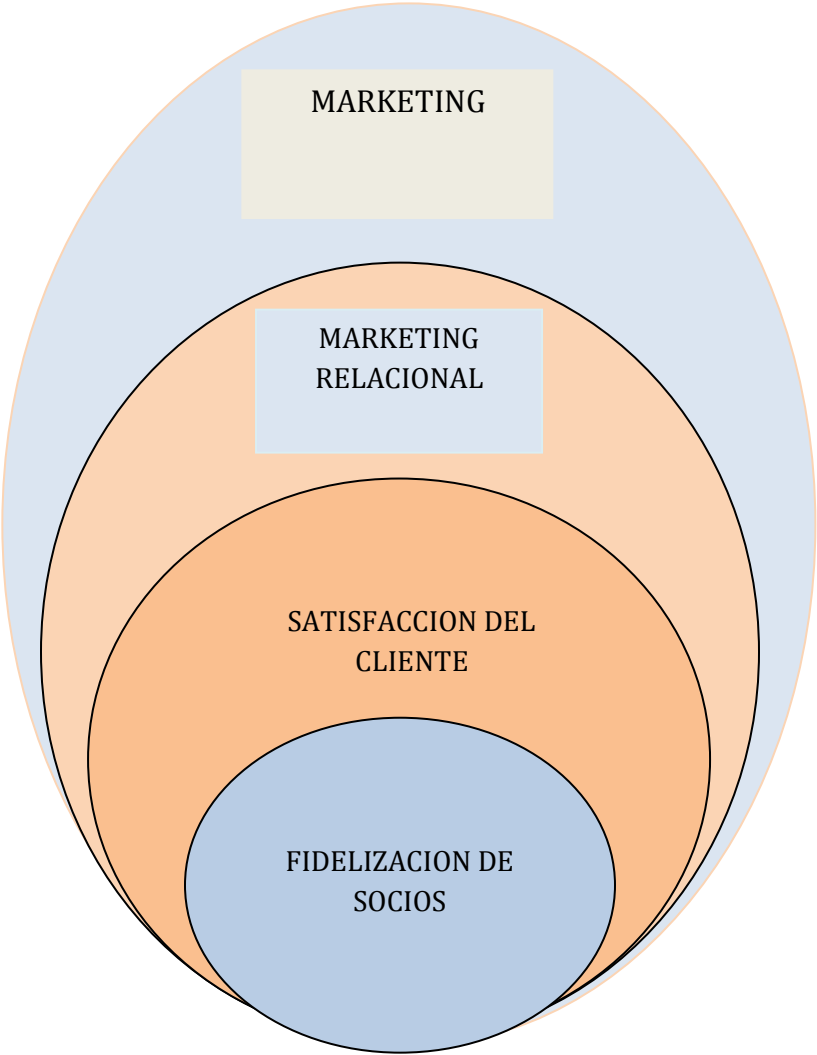 MARKETING
MARKETING
RELACIONAL
SATISFACCION DEL
CLIENTE
FIDELIZACION DE
SOCIOS